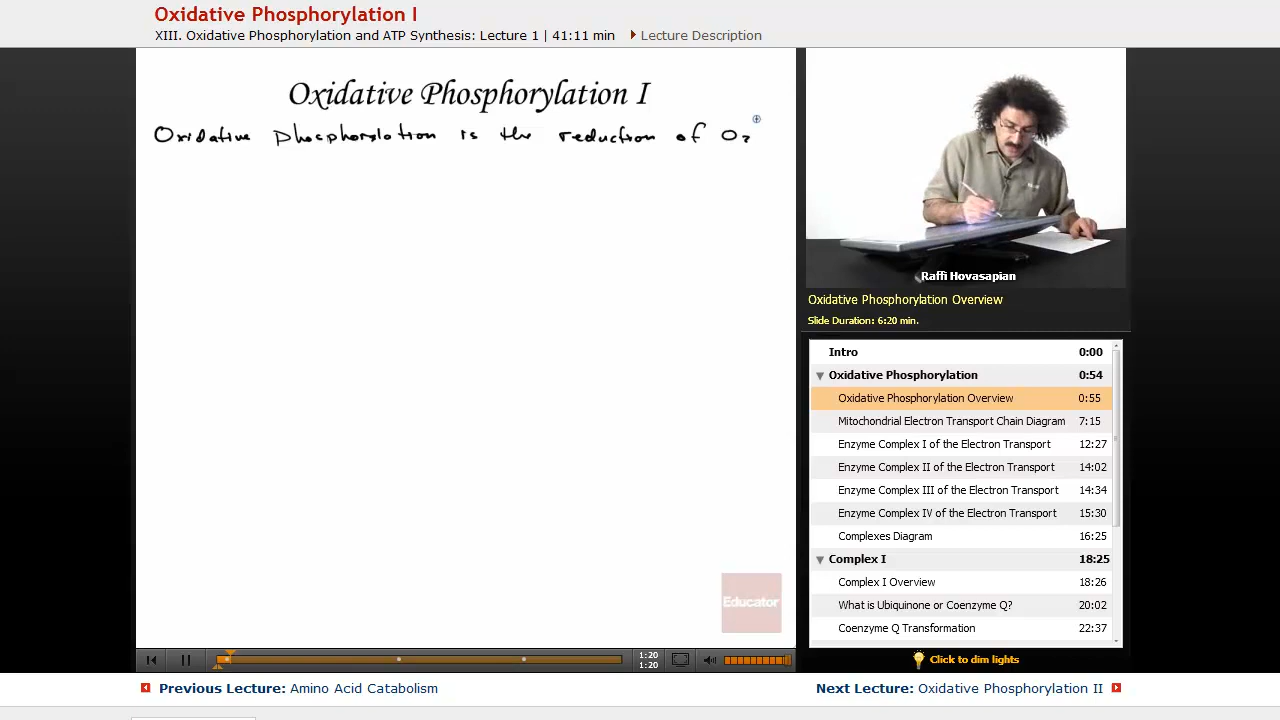 Oxidative Phosphorylation I
XIII. Oxidative Phosphorylation and ATP Synthesis: Lecture 1 | 41:11 min Lecture Description
Oxidative Phosphorylation I
Oxidative phosphorylation is the reduction of O2
Educator
Raffi Hovasapian
Oxidative Phosphorylation Overview
Slide Duration: 6:20 min.
Intro 0:00
Oxidative Phosphorylation 0:54
Oxidative Phosphorylation Overview 0:55
Mitochondrial Electron Transport Chain Diagram 7:15
Enzyme Complex I of the Electron Transport 12:27
Enzyme Complex II of the Electron Transport 14:02
Enzyme Complex III of the Electron Transport 14:34
Enzyme Complex IV of the Electron Transport 15:30
Complexes Diagram 16:25
Complex I 18:25
Complex I Overview 18:26
What is Ubiquinone or Coenzyme Q? 20:02
Coenzyme Q Transformation 22:37
1:20
1:20
Click to dim lights
Previous Lecture: Amino Acid Catabolism
Next Lecture: Oxidative Phosphorylation II